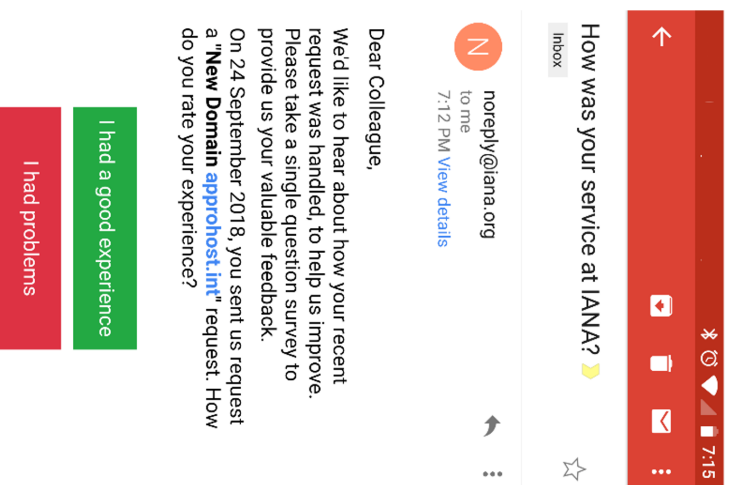 7:15
How was your service at IANA?
Inbox
N
noreply@iana.org
to me
7:12 PM View details
Dear Colleague,
We'd like to hear about how your recent
request was handled, to help us improve.
Please take a single question survey to
provide us your valuable feedback.
On 24 September 2018, you sent us request
a "New Domain approhost.int" request. How
do you rate your experience?
I had a good experience
I had problems